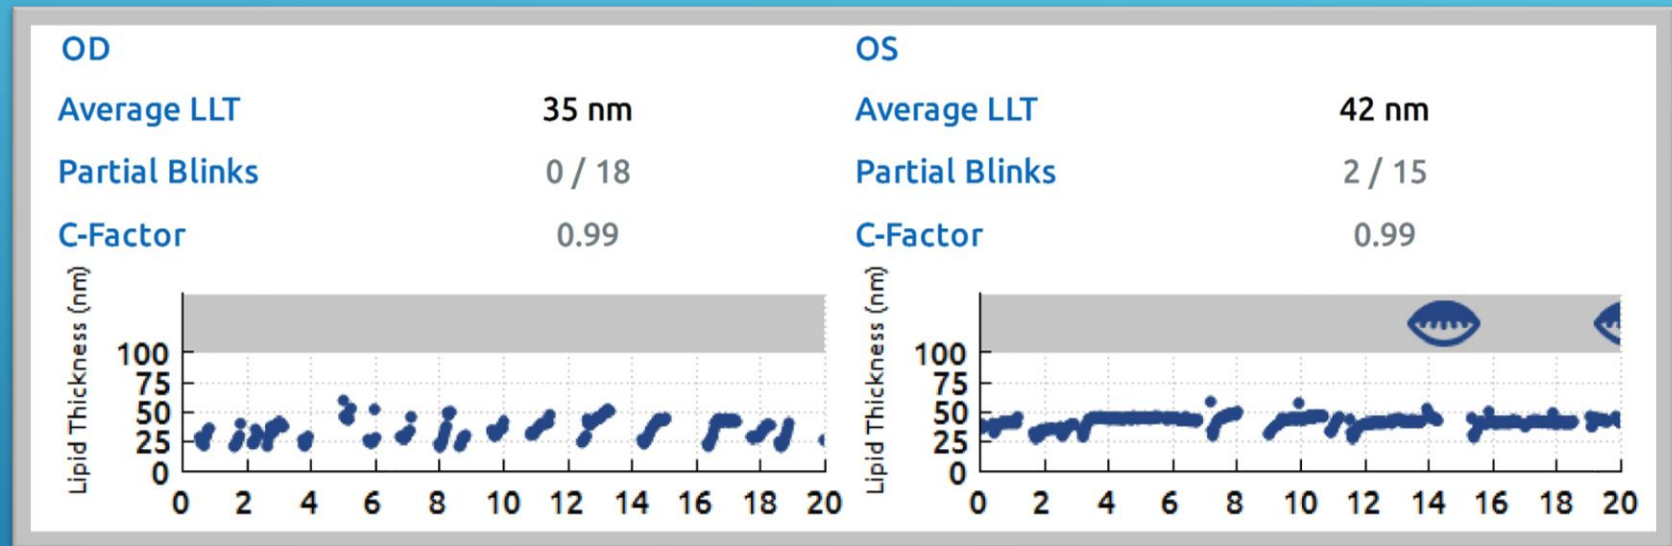 OD
Average LLT 35 nm
Partial Blinks 0 / 18
C-Factor 0.99
Lipid Thickness (nm)
100
75
50
25
0
0 2 4 6 8 10 12 14 16 18 20
OS
Average LLT 42 nm
Partial Blinks 2 / 15
C-Factor 0.99
Lipid Thickness (nm)
100
75
50
25
0
0 2 4 6 8 10 12 14 16 18 20